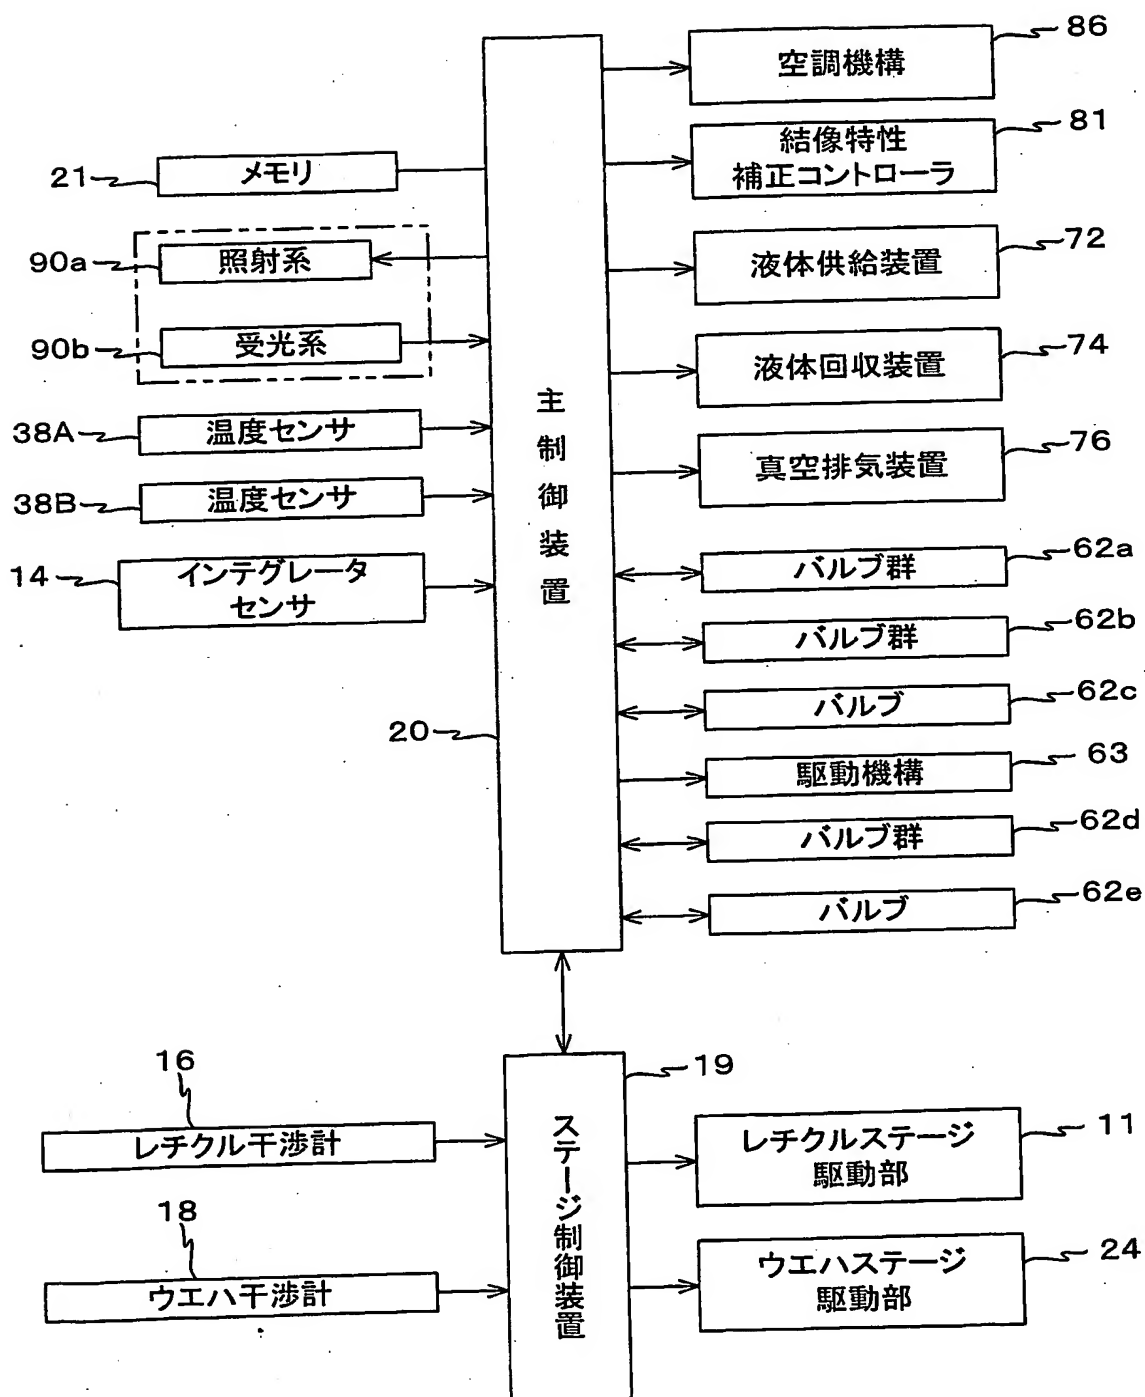 86
空調機構
81
結像特性
補正コントローラ
21
メモリ
90a
照射系
72
液体供給装置
90b
受光系
74
液体回収装置
38A
温度センサ
76
真空排気装置
38B
温度センサ
主制御装置
14
インテグレータ
センサ
62a
バルブ群
62b
バルブ群
62c
バルブ
20
63
駆動機構
62d
バルブ群
62e
バルブ
16
レチクル干渉計
19
ステージ制御装置
11
レチクルステージ
駆動部
18
ウエハ干渉計
24
ウエハステージ
駆動部